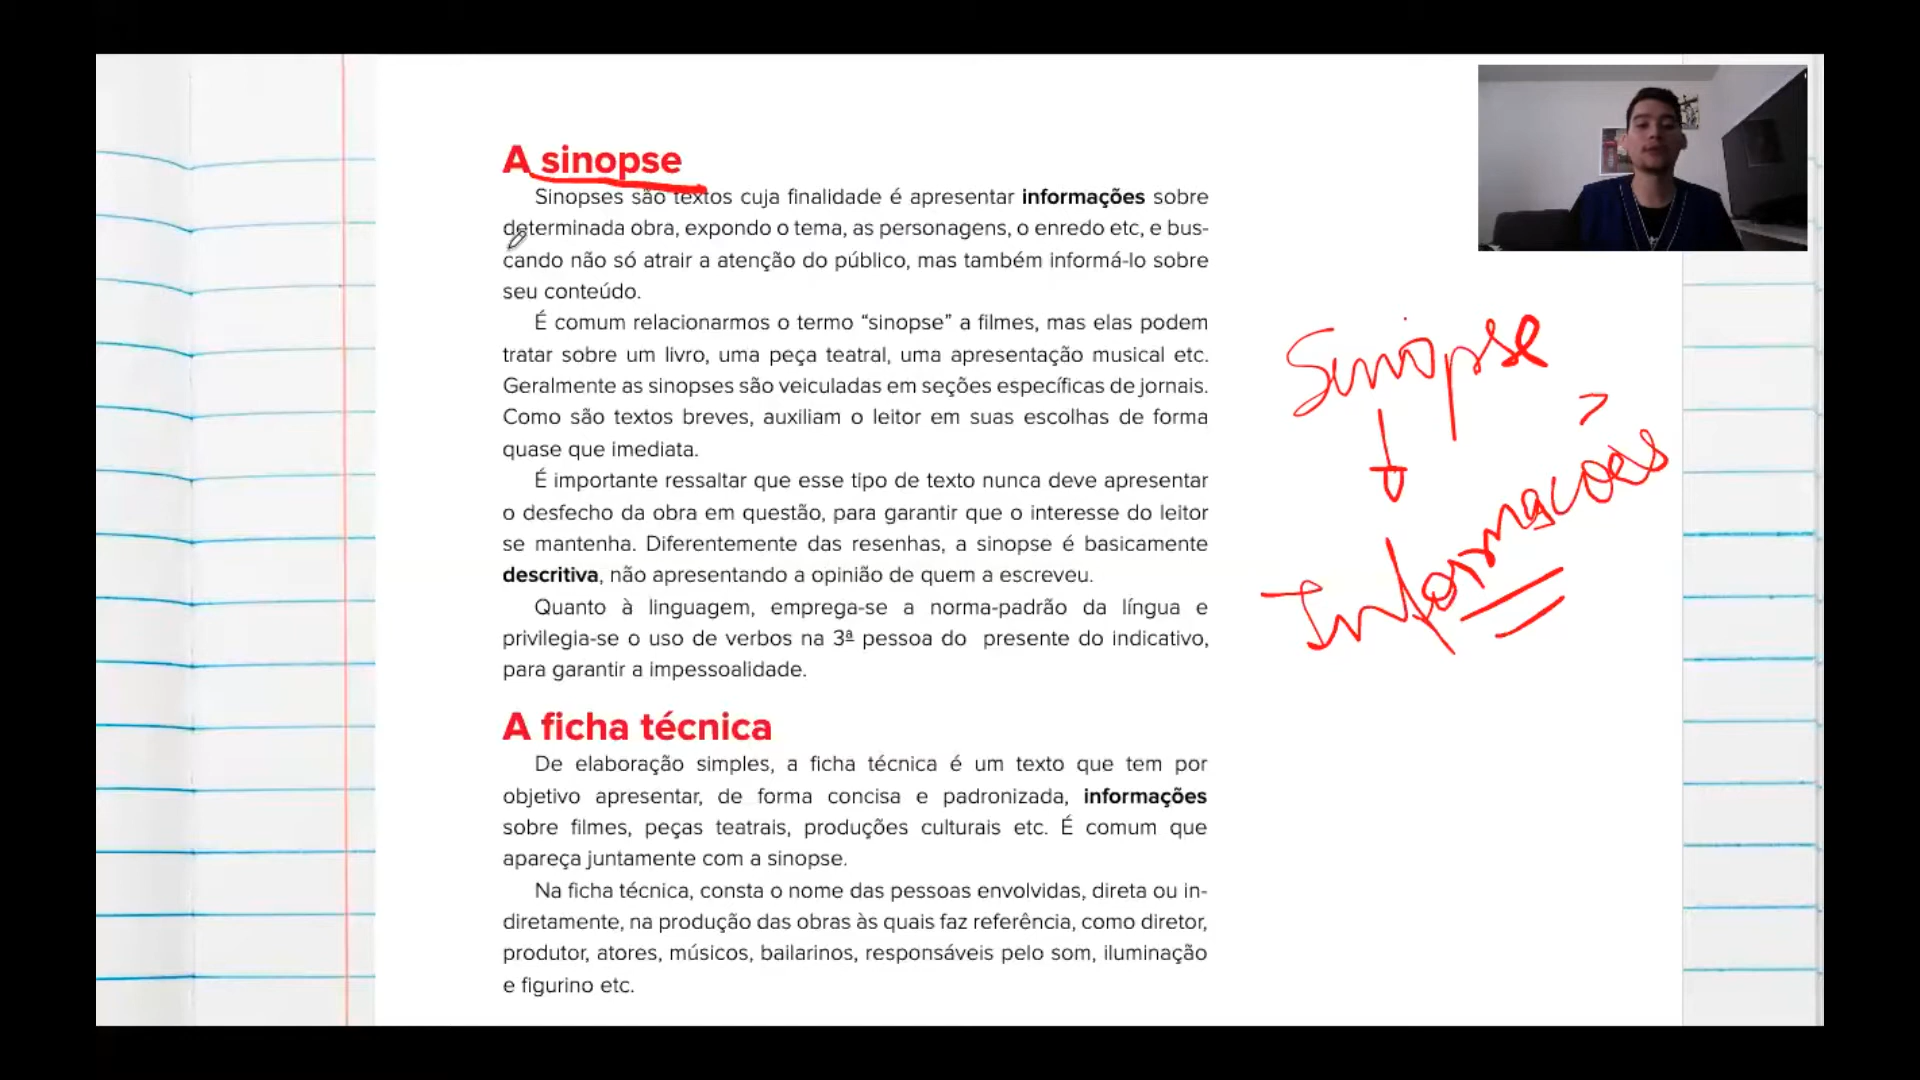 A sinopse
Sinopses são textos cuja finalidade é apresentar informações sobre
determinada obra, expondo o tema, as personagens, o enredo etc, e bus-
cando não só atrair a atenção do público, mas também informá-lo sobre
seu conteúdo.
É comum relacionarmos o termo “sinopse” a filmes, mas elas podem
tratar sobre um livro, uma peça teatral, uma apresentação musical etc.
Geralmente as sinopses são veiculadas em seções específicas de jornais.
Como são textos breves, auxiliam o leitor em suas escolhas de forma
quase que imediata.
É importante ressaltar que esse tipo de texto nunca deve apresentar
o desfecho da obra em questão, para garantir que o interesse do leitor
se mantenha. Diferentemente das resenhas, a sinopse é basicamente
descritiva, não apresentando a opinião de quem a escreveu.
Quanto à linguagem, emprega-se a norma-padrão da língua e
privilegia-se o uso de verbos na 3ª pessoa do presente do indicativo,
para garantir a impessoalidade.
A ficha técnica
De elaboração simples, a ficha técnica é um texto que tem por
objetivo apresentar, de forma concisa e padronizada, informações
sobre filmes, peças teatrais, produções culturais etc. É comum que
apareça juntamente com a sinopse.
Na ficha técnica, consta o nome das pessoas envolvidas, direta ou in-
diretamente, na produção das obras às quais faz referência, como diretor,
produtor, atores, músicos, bailarinos, responsáveis pelo som, iluminação
e figurino etc.
Sinopse
Informações